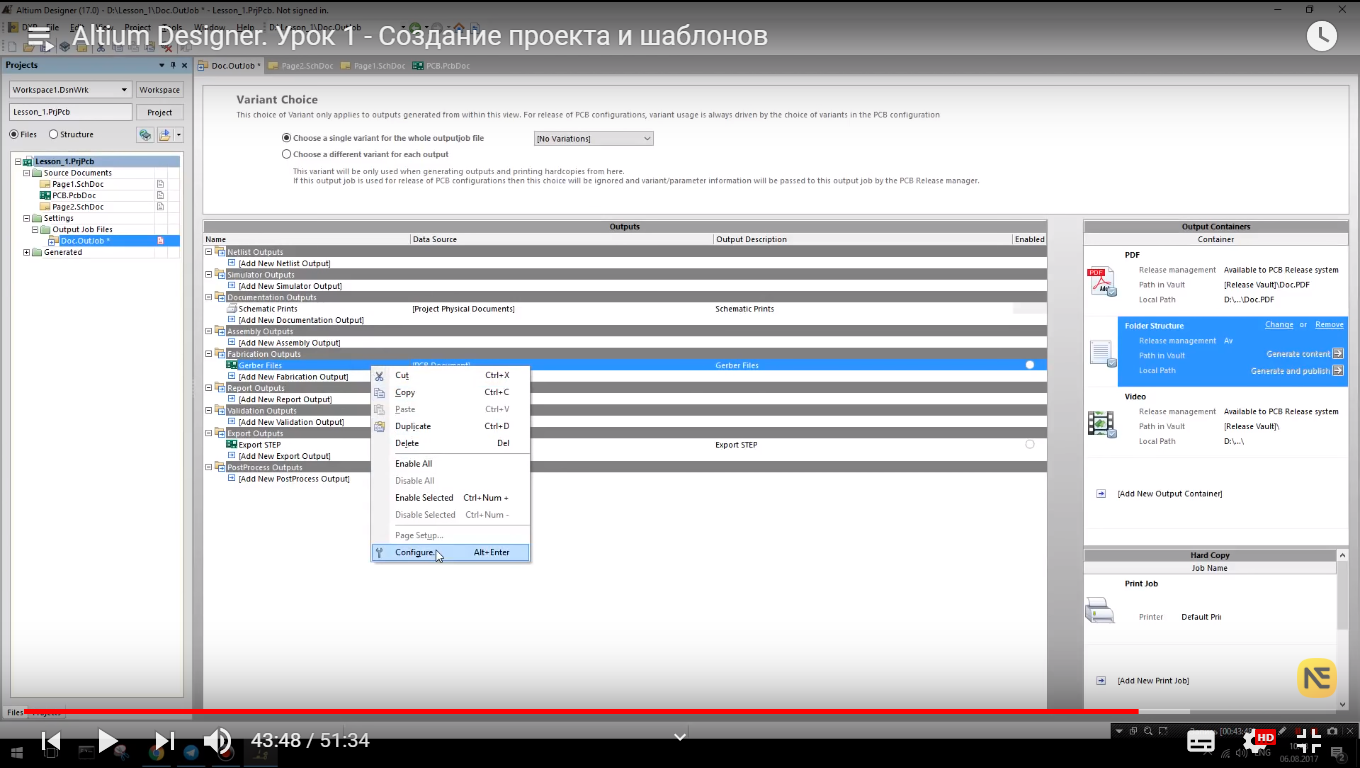 Altium Designer (17.0) - D:\Lesson_1\Doc.OutJob * - Lesson_1.PrjPcb. Not signed in.
Altium Designer. Урок 1 - Создание проекта и шаблонов
Projects
Doc.OutJob *
Page2.SchDoc
Page1.SchDoc
PCB.PcbDoc
Workspace1.DsnWrk
Workspace
Lesson_1.PrjPcb
Project
Files
Structure
Lesson_1.PrjPcb
Source Documents
Page1.SchDoc
PCB.PcbDoc
Page2.SchDoc
Settings
Output Job Files
Doc.OutJob *
Generated
Variant Choice
This choice of Variant only applies to outputs generated from within this view. For release of PCB configurations, variant usage is always driven by the choice of variants in the PCB configuration
Choose a single variant for the whole outputjob file
[No Variations]
Choose a different variant for each output
This variant will be only used when generating outputs and printing hardcopies from here.
If this output job is used for release of PCB configurations then this choice will be ignored and variant/parameter information will be passed to this output job by the PCB Release manager.
Outputs
Name Data Source Output Description Enabled
Netlist Outputs
[Add New Netlist Output]
Simulator Outputs
[Add New Simulator Output]
Documentation Outputs
Schematic Prints [Project Physical Documents] Schematic Prints
[Add New Documentation Output]
Assembly Outputs
[Add New Assembly Output]
Fabrication Outputs
Gerber Files [PCB Document] Gerber Files
[Add New Fabrication Output]
Report Outputs
[Add New Report Output]
Validation Outputs
[Add New Validation Output]
Export Outputs
Export STEP Export STEP
[Add New Export Output]
PostProcess Outputs
[Add New PostProcess Output]
Cut Ctrl+X
Copy Ctrl+C
Paste Ctrl+V
Duplicate Ctrl+D
Delete Del
Enable All
Disable All
Enable Selected Ctrl+Num +
Disable Selected Ctrl+Num -
Page Setup...
Configure. Alt+Enter
Output Containers
Container
PDF
Release management Available to PCB Release system
Path in Vault [Release Vault]\Doc.PDF
Local Path D:\...\Doc.PDF
Folder Structure Change or Remove
Release management Av
Path in Vault Generate content
Local Path Generate and publish
Video
Release management Available to PCB Release system
Path in Vault [Release Vault]\
Local Path D:\...\
[Add New Output Container]
Hard Copy
Job Name
Print Job
Printer Default Pri
[Add New Print Job]
NE
Files
43:48 / 51:34
HD
ENG
06.08.2017